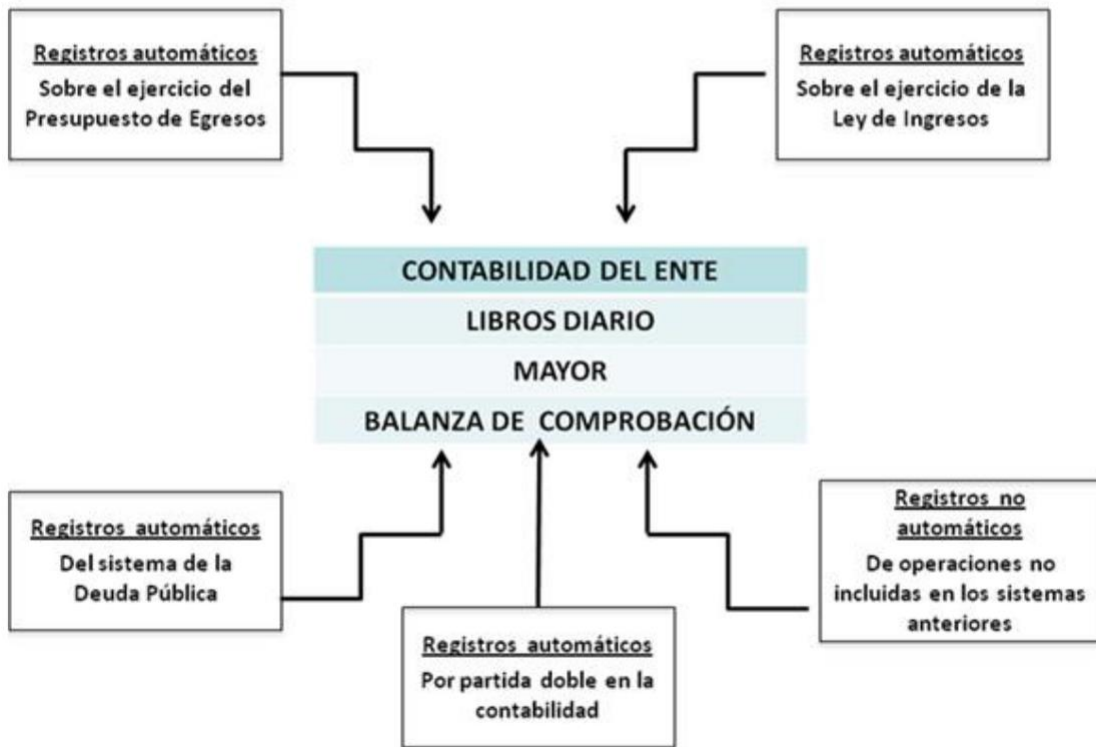 Registros automáticos
Sobre el ejercicio del
Presupuesto de Egresos
Registros automáticos
Sobre el ejercicio de la
Ley de Ingresos
CONTABILIDAD DEL ENTE
LIBROS DIARIO
MAYOR
BALANZA DE COMPROBACIÓN
Registros automáticos
Del sistema de la
Deuda Pública
Registros automáticos
Por partida doble en la
contabilidad
Registros no
automáticos
De operaciones no
incluidas en los sistemas
anteriores